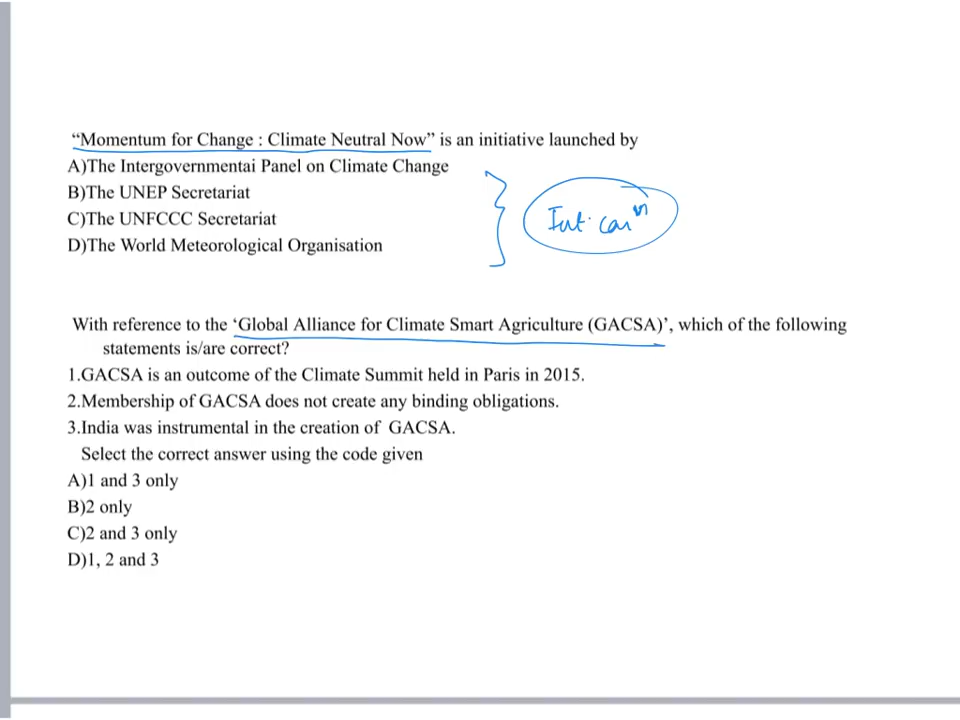 “Momentum for Change : Climate Neutral Now” is an initiative launched by
A)The Intergovernmentai Panel on Climate Change
B)The UNEP Secretariat
C)The UNFCCC Secretariat
D)The World Meteorological Organisation
Int.
With reference to the ‘Global Alliance for Climate Smart Agriculture (GACSA)’, which of the following
statements is/are correct?
1.GACSA is an outcome of the Climate Summit held in Paris in 2015.
2.Membership of GACSA does not create any binding obligations.
3.India was instrumental in the creation of GACSA.
Select the correct answer using the code given
A)1 and 3 only
B)2 only
C)2 and 3 only
D)1, 2 and 3